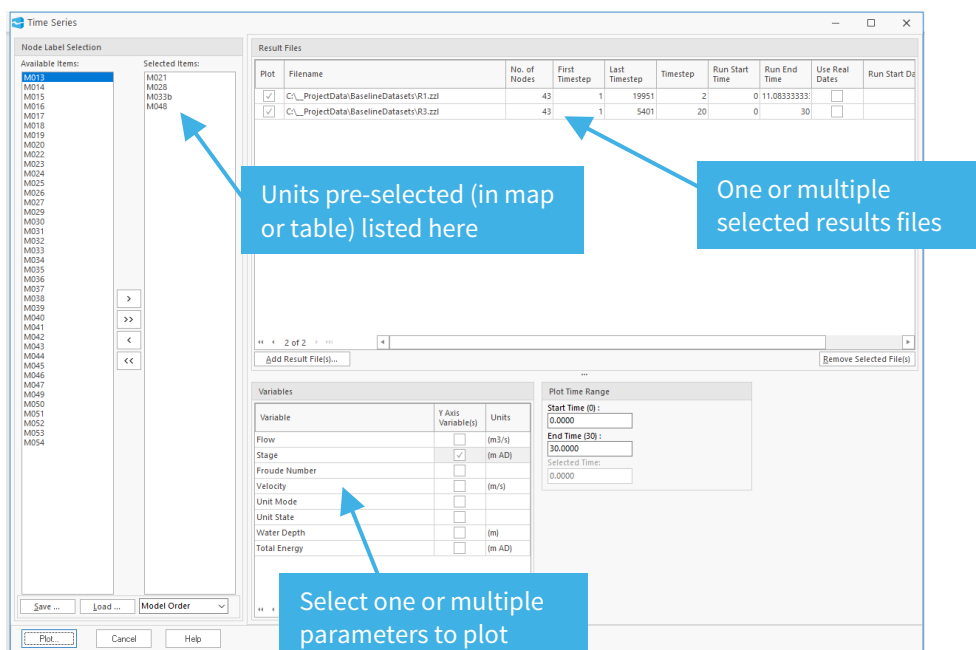 Time Series
Node Label Selection
Available Items:
Selected Items:
M013
M014
M015
M016
M017
M018
M019
M020
M022
M023
M024
M025
M026
M027
M029
M030
M031
M032
M033
M034
M035
M036
M037
M038
M039
M040
M041
M042
M043
M044
M045
M046
M047
M049
M050
M051
M052
M053
M054
M021
M028
M033b
M048
>
>>
<
<<
Save ...
Load ...
Model Order
Result Files
Plot Filename No. of Nodes First Timestep Last Timestep Timestep Run Start Time Run End Time Use Real Dates Run Start Da
C:\__ProjectData\BaselineDatasets\R1.zzl 43 1 19951 2 0 11.08333333
C:\__ProjectData\BaselineDatasets\R3.zzl 43 1 5401 20 0 30
Units pre-selected (in map
or table) listed here
One or multiple
selected results files
2 of 2
Add Result File(s)...
Remove Selected File(s)
Variables
Variable Y Axis Variable(s) Units
Flow (m3/s)
Stage (m AD)
Froude Number
Velocity (m/s)
Unit Mode
Unit State
Water Depth (m)
Total Energy (m AD)
Plot Time Range
Start Time (0) :
0.0000
End Time (30) :
30.0000
Selected Time:
0.0000
Select one or multiple
parameters to plot
Plot...
Cancel
Help